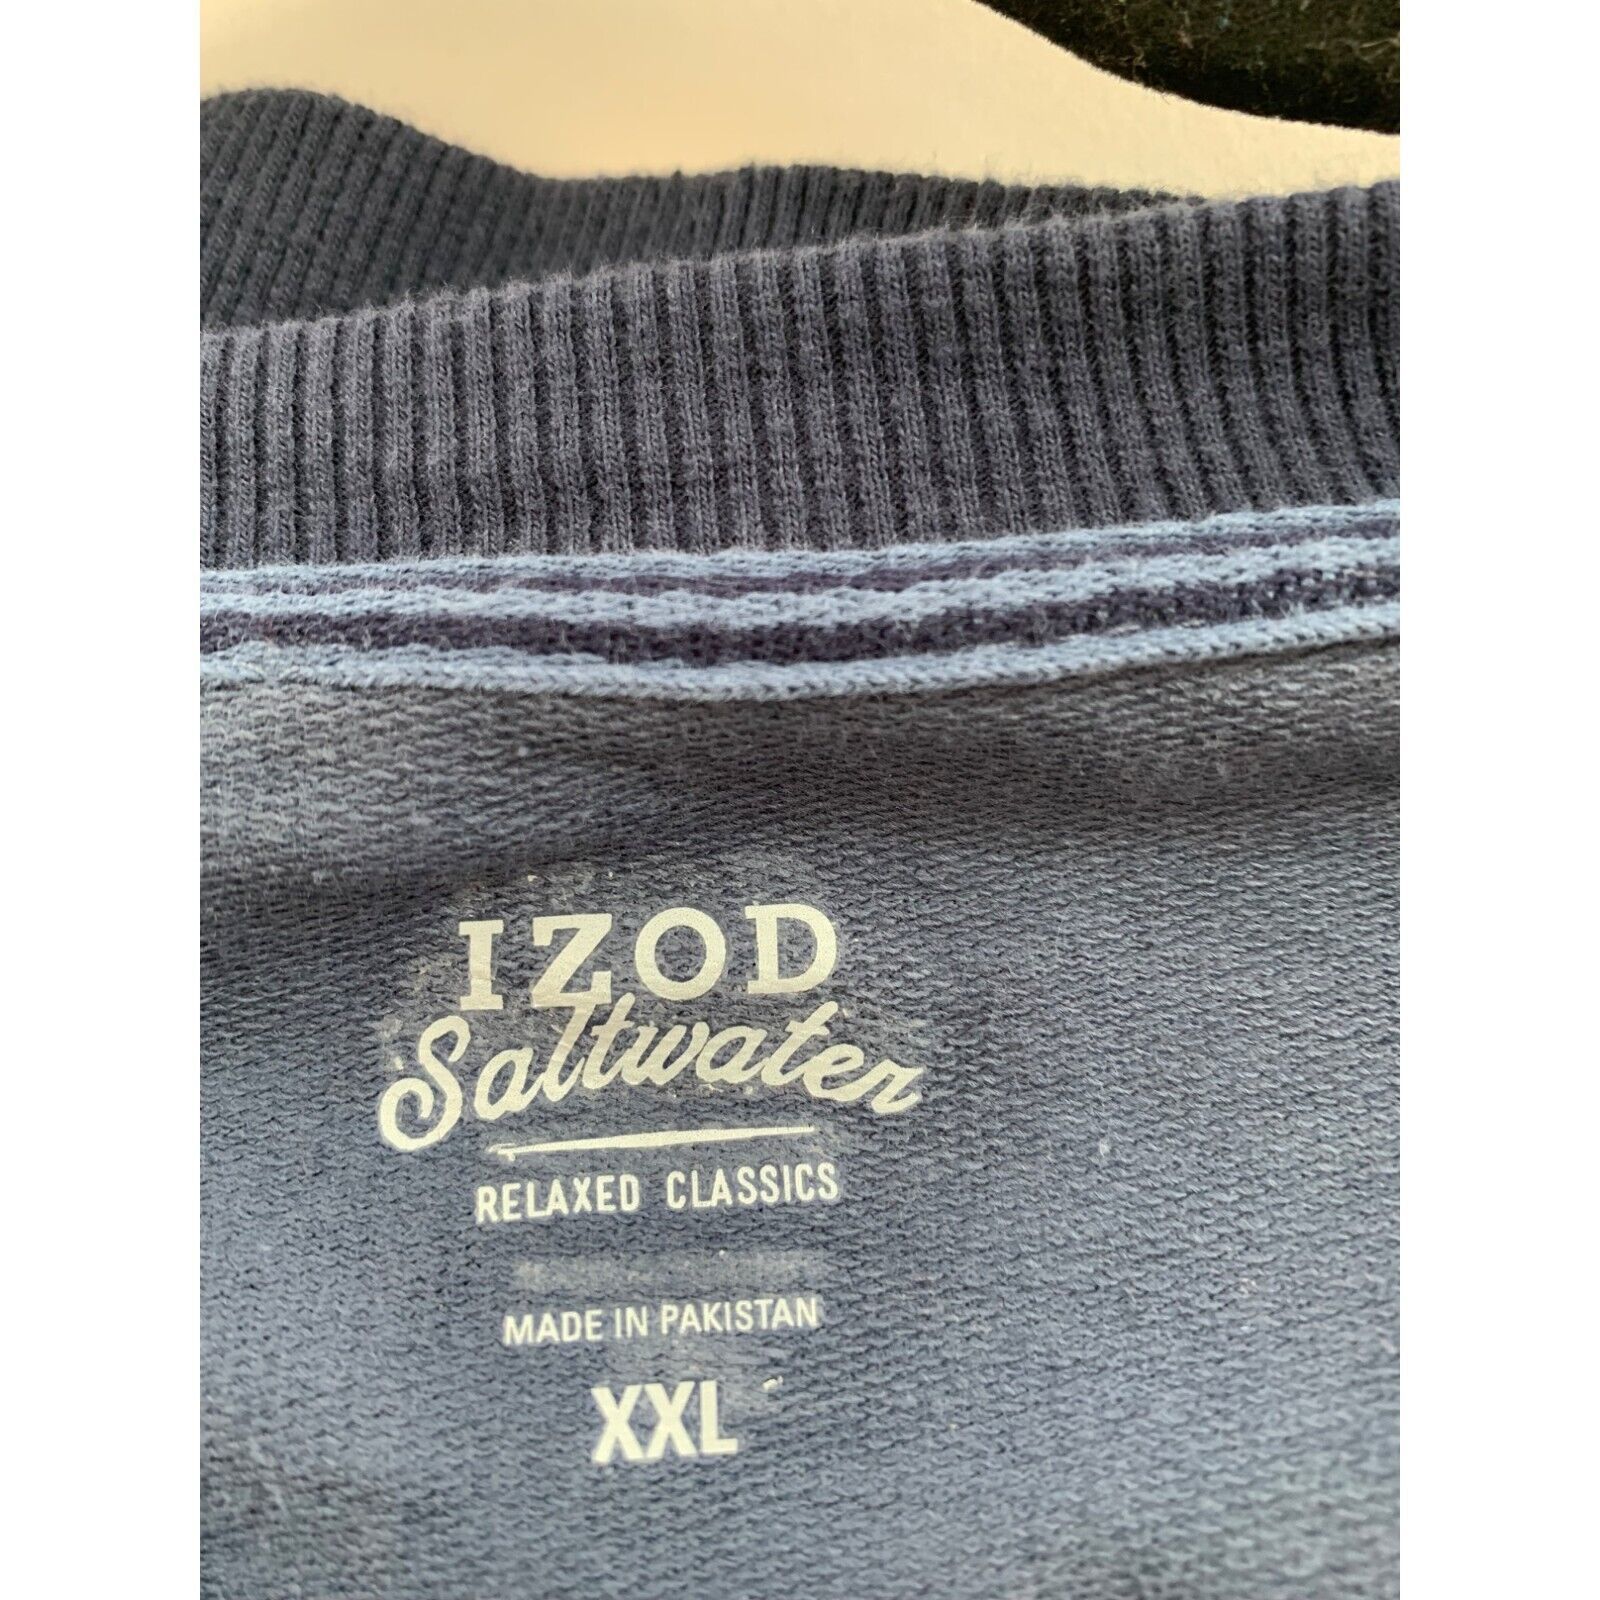 IZOD
Saltwater
RELAXED CLASSICS
MADE IN PAKISTAN
XXL